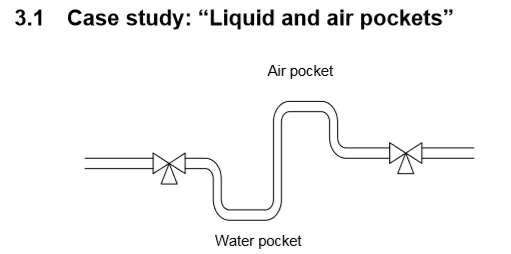 3.1 Case study: “Liquid and air pockets”
Air pocket
Water pocket